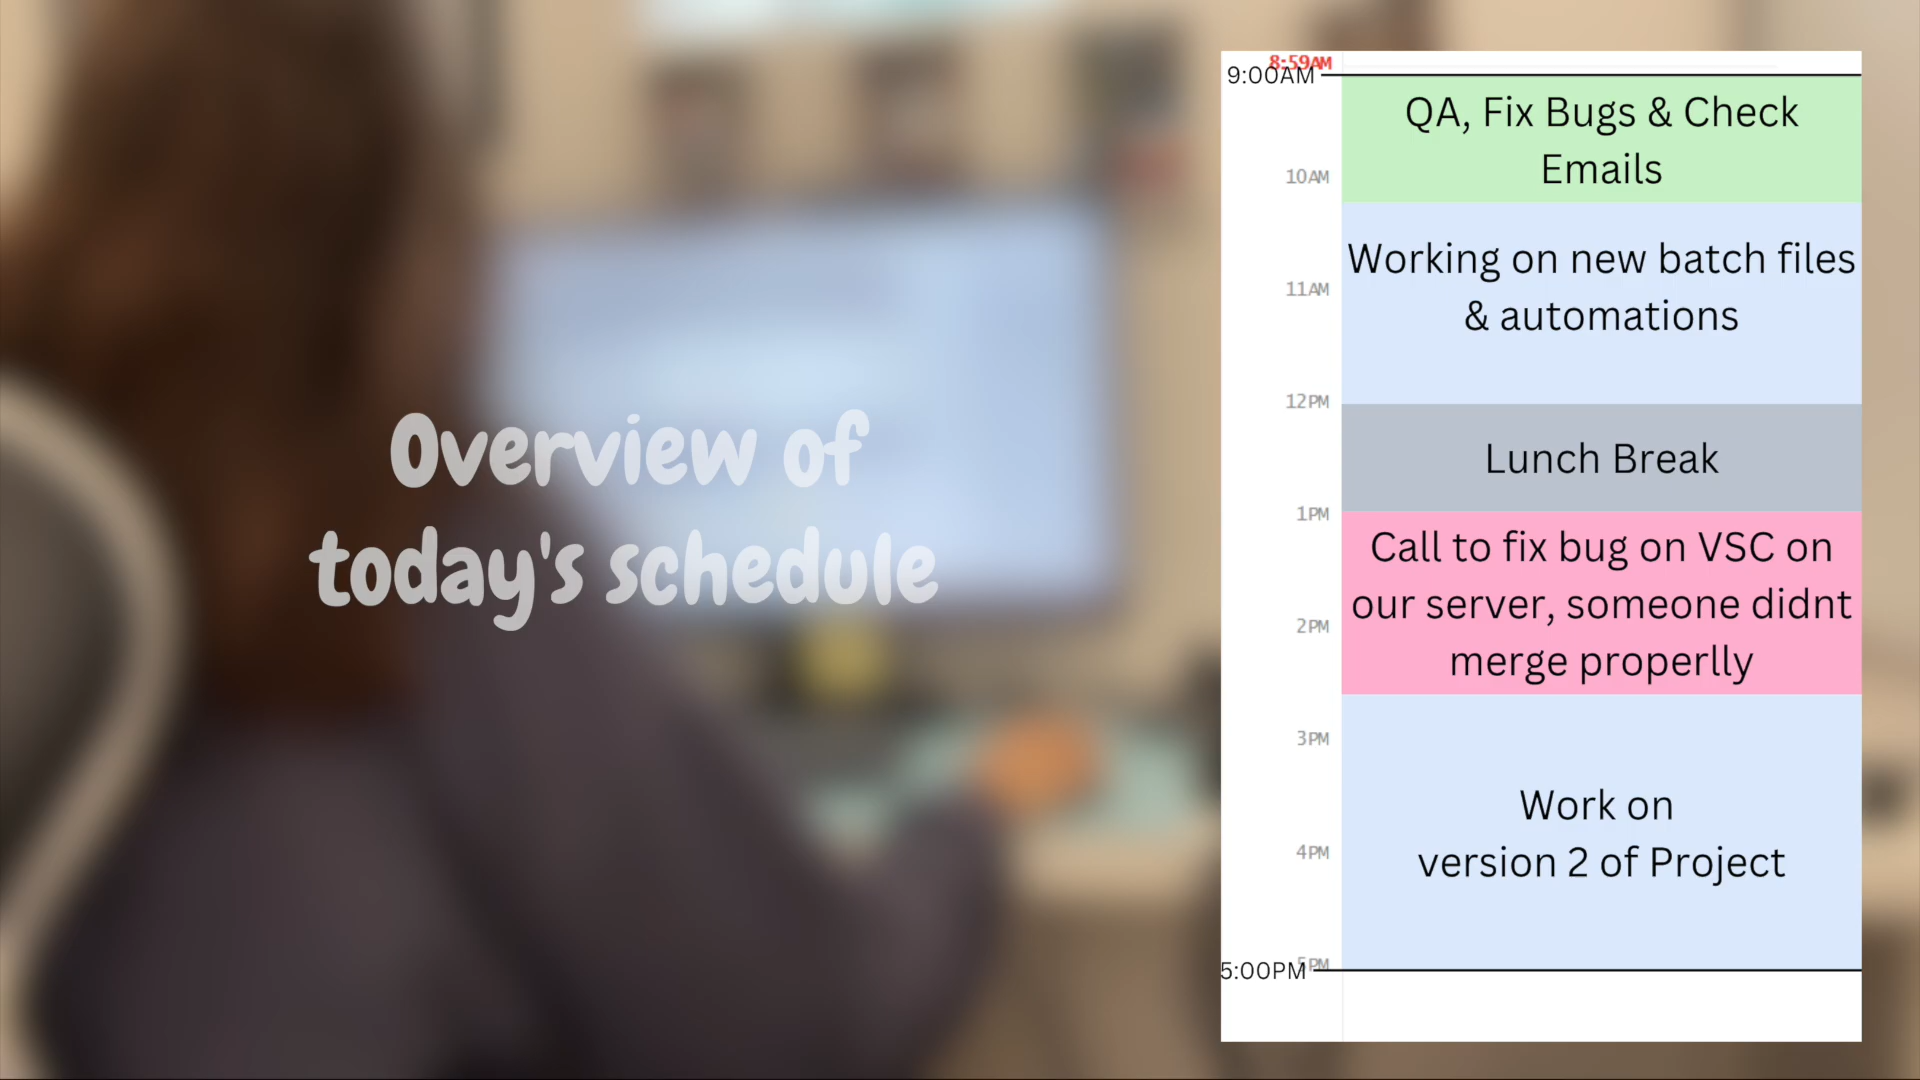 Overview of
today's schedule
8:59AM
9:00AM
QA, Fix Bugs & Check
Emails
10AM
Working on new batch files
& automations
11AM
12PM
Lunch Break
1PM
Call to fix bug on VSC on
our server, someone didnt
merge properlly
2PM
3PM
Work on
version 2 of Project
4PM
5PM
5:00PM